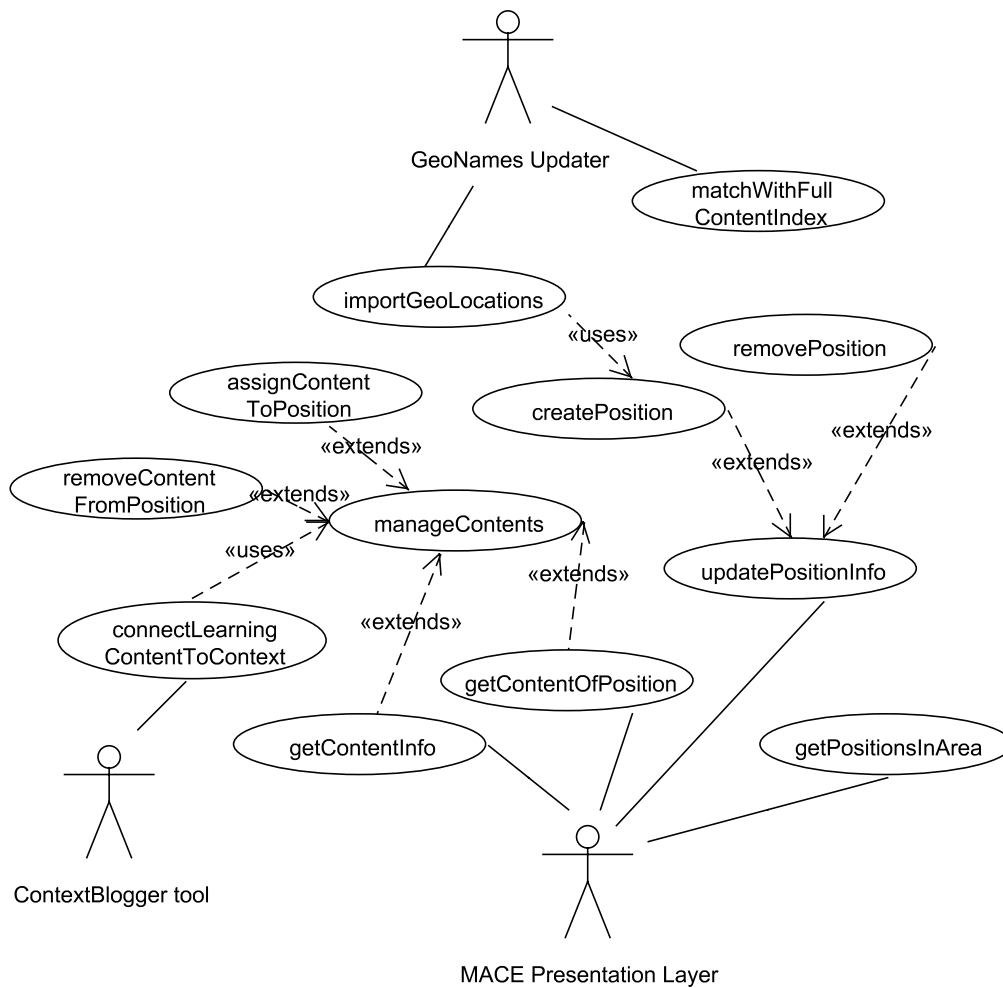 GeoNames Updater
matchWithFull
ContentIndex
importGeoLocations
«uses»
removePosition
assignContent
ToPosition
createPosition
«extends»
«extends»
«extends»
removeContent
FromPosition
«extends»
manageContents
«uses»
«extends»
updatePositionInfo
«extends»
connectLearning
ContentToContext
getContentOfPosition
getContentInfo
getPositionsInArea
ContextBlogger tool
MACE Presentation Layer